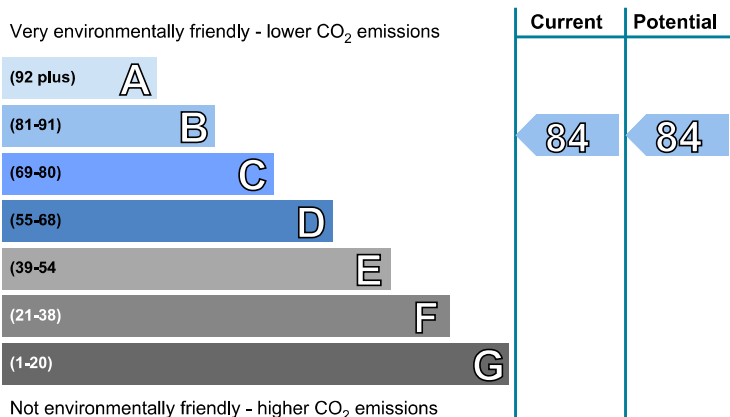 Current Potential
Very environmentally friendly - lower CO₂ emissions
(92 plus) A
(81-91) B 84 84
(69-80) C
(55-68) D
(39-54 E
(21-38) F
(1-20) G
Not environmentally friendly - higher CO₂ emissions